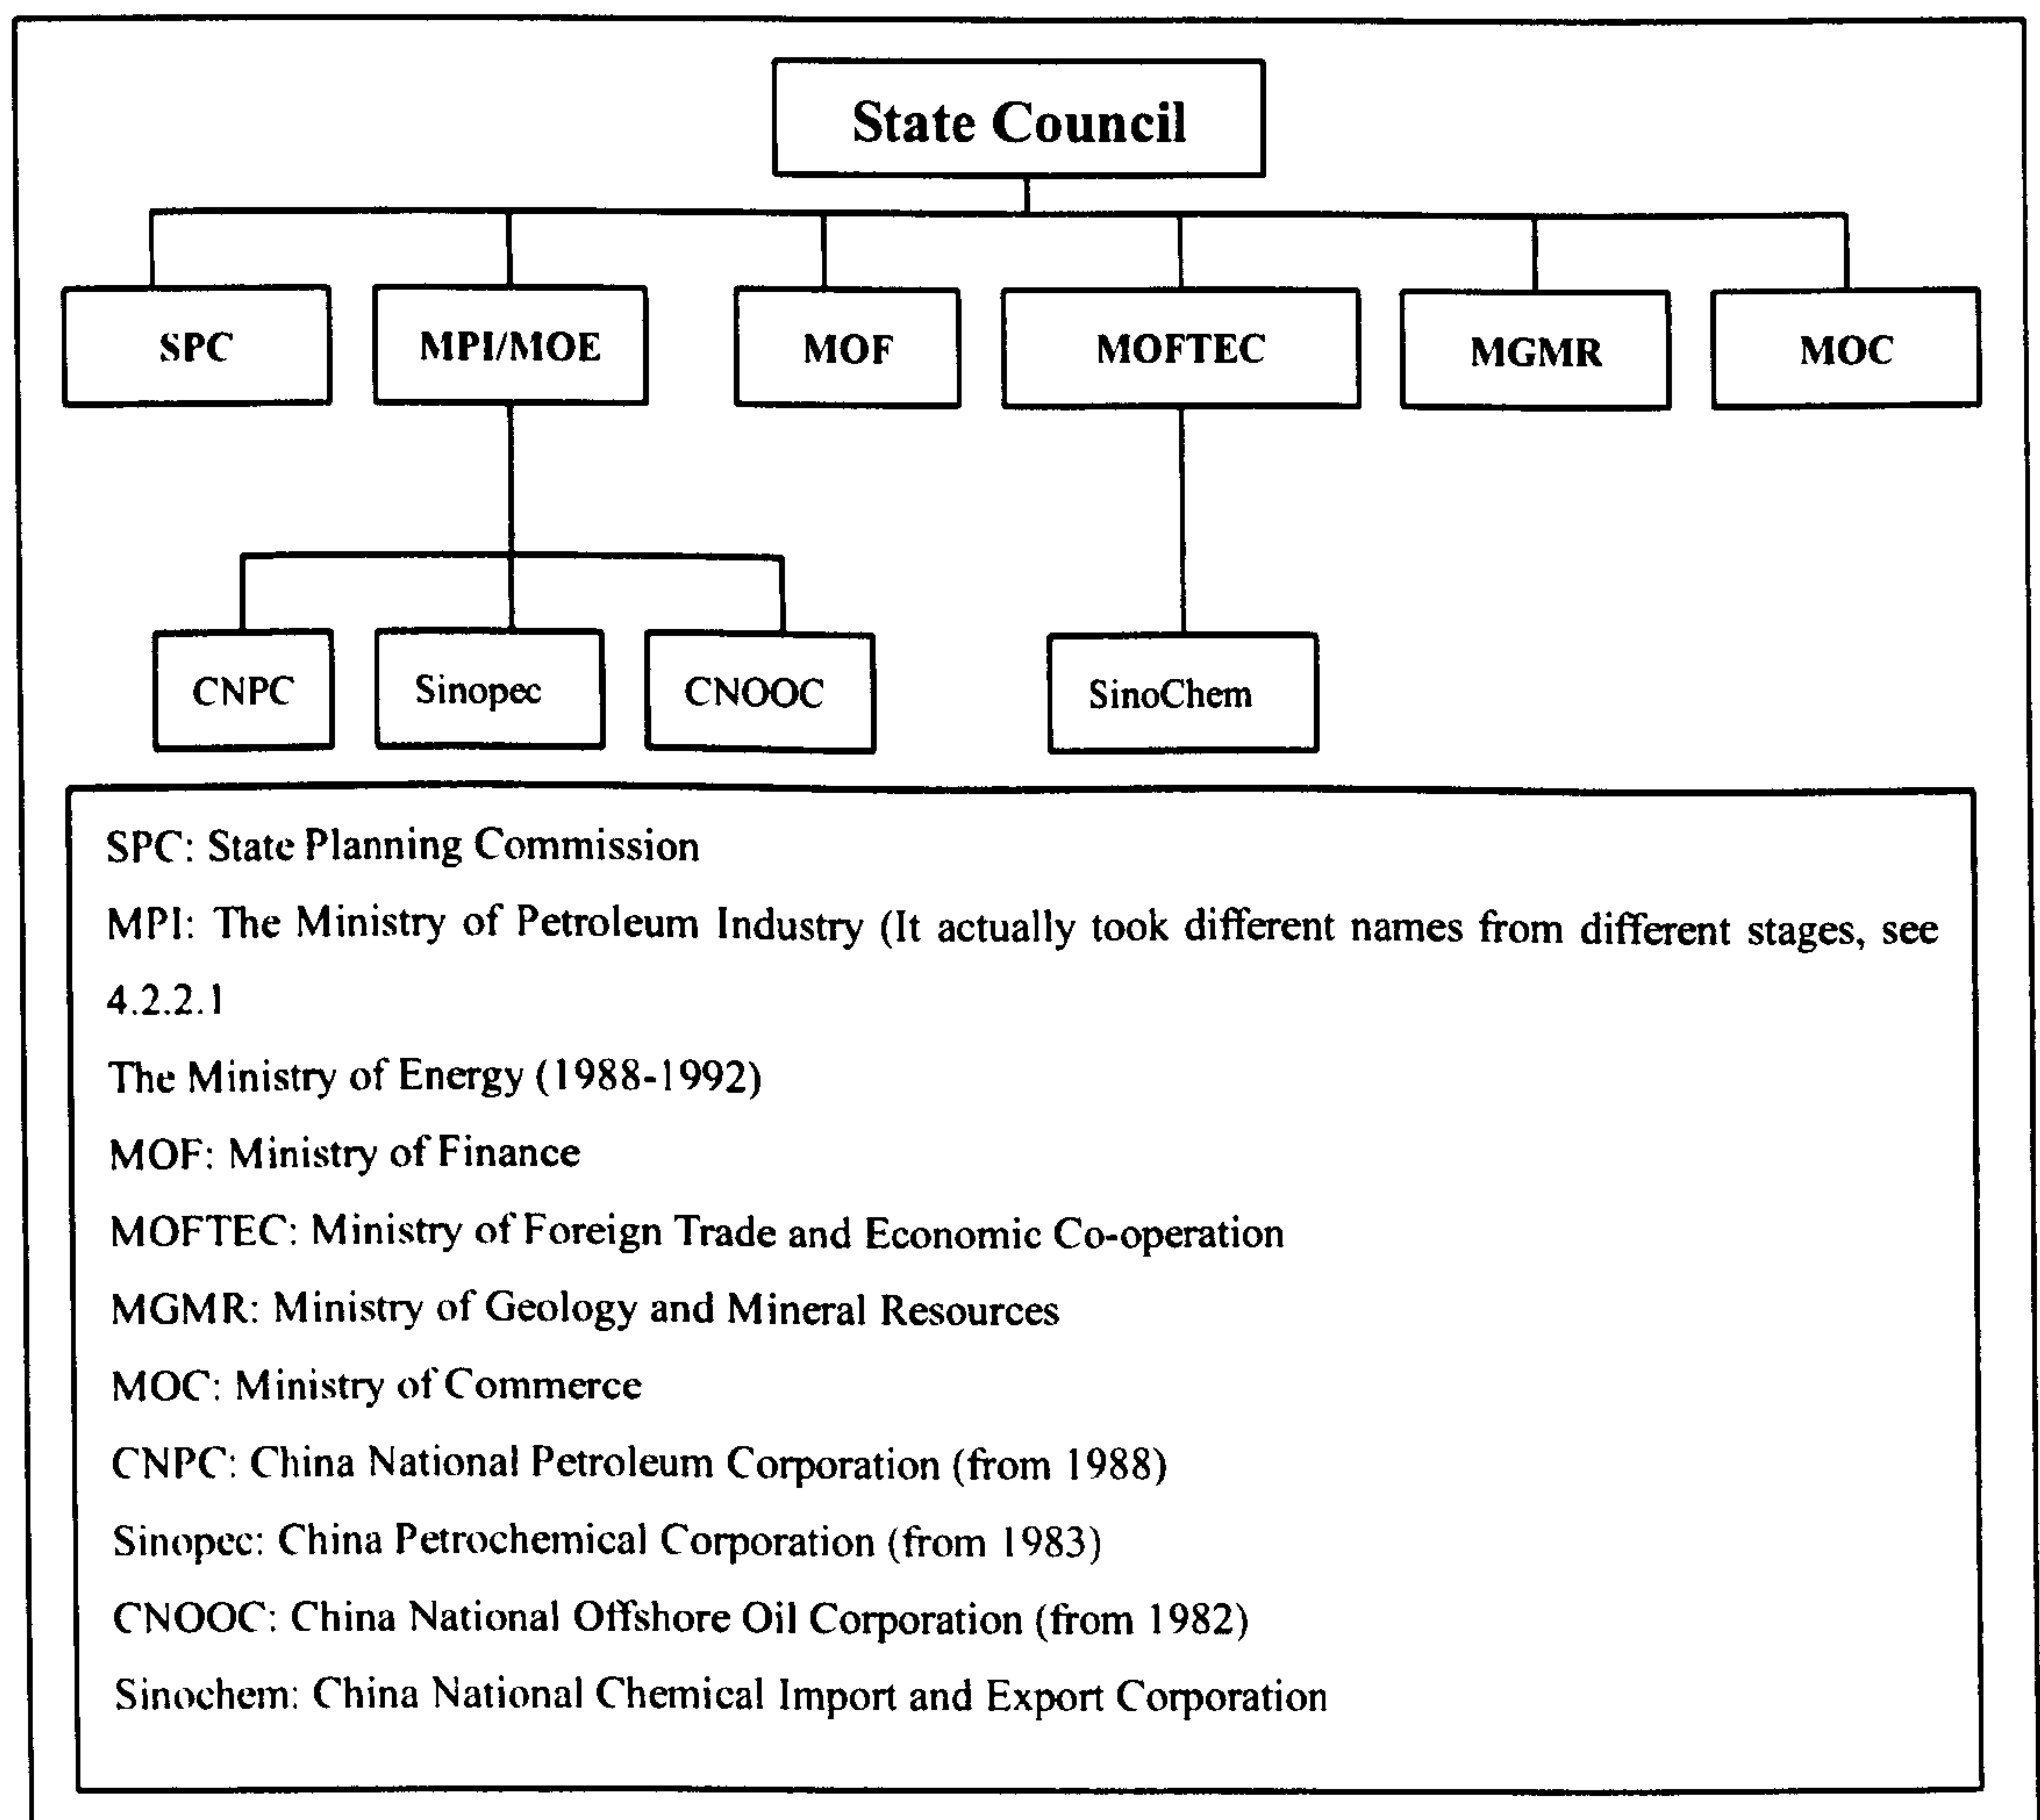 State Council
SPC MPI/MOE MOF MOFTEC MGMR MOC
CNPC Sinopec CNOOC SinoChem
SPC: State Planning Commission
MPI: The Ministry of Petroleum Industry (It actually took different names from different stages, see
4.2.2.1
The Ministry of Energy (1988-1992)
MOF: Ministry of Finance
MOFTEC: Ministry of Foreign Trade and Economic Co-operation
MGMR: Ministry of Geology and Mineral Resources
MOC: Ministry of Commerce
CNPC: China National Petroleum Corporation (from 1988)
Sinopec: China Petrochemical Corporation (from 1983)
CNOOC: China National Offshore Oil Corporation (from 1982)
Sinochem: China National Chemical Import and Export Corporation